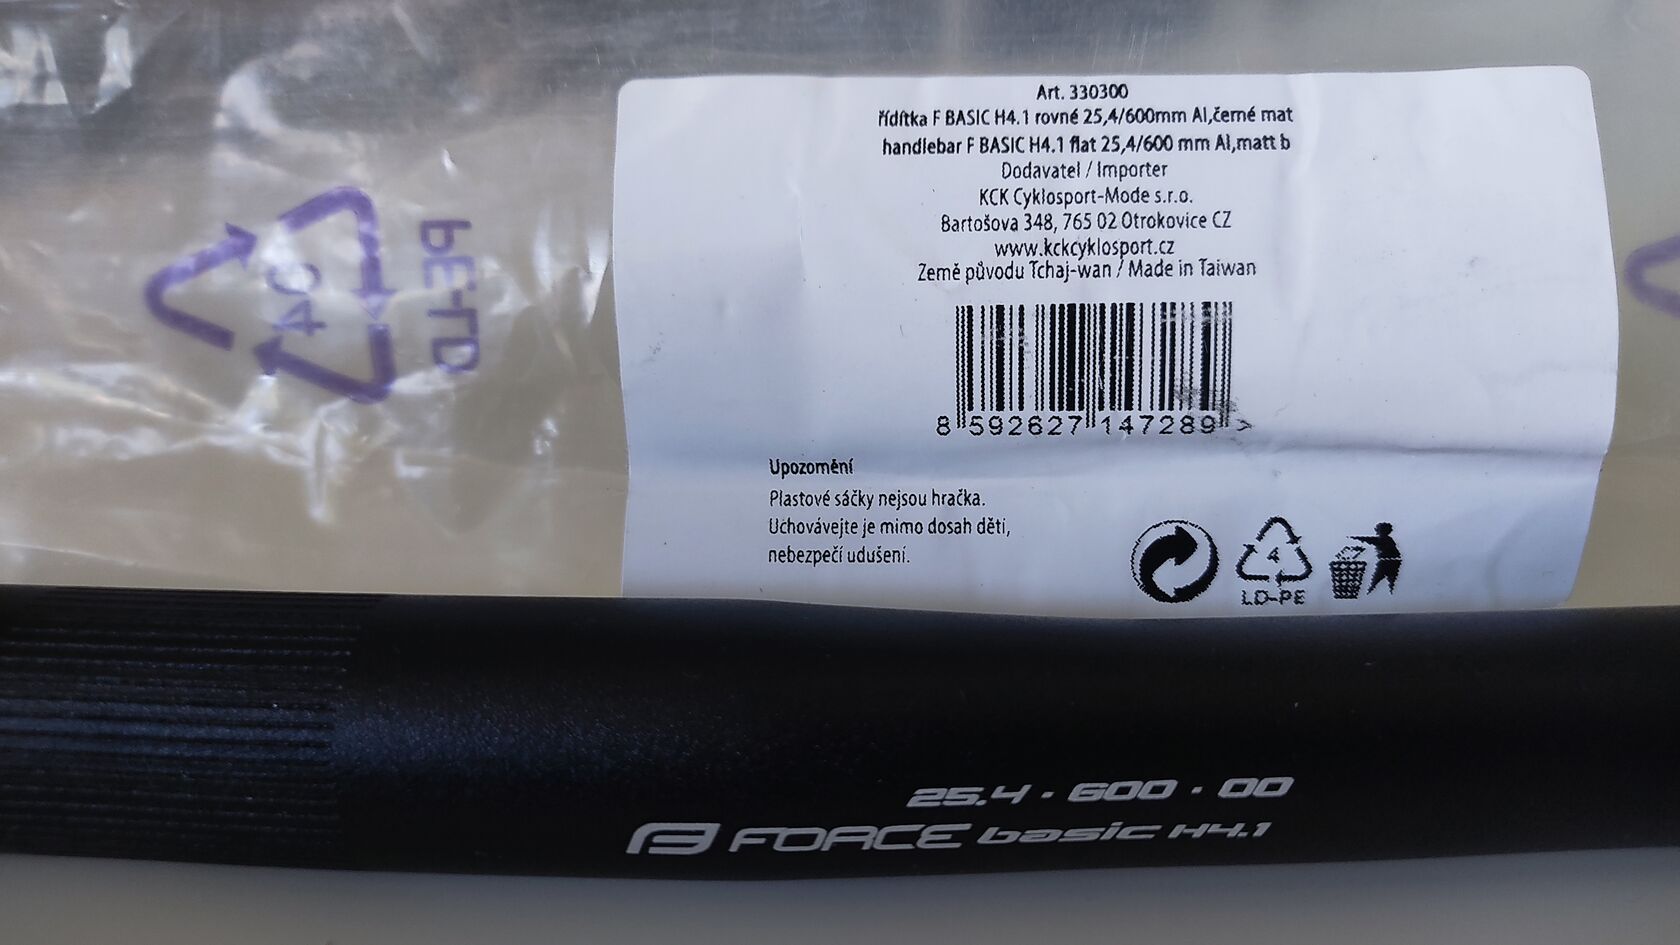 Art. 330300
řídítka F BASIC H4.1 rovné 25,4/600mm Al,černé mat
handlebar F BASIC H4.1 flat 25,4/600 mm Al,matt b
Dodavatel / Importer
KCK Cyklosport-Mode s.r.o.
Bartošova 348, 765 02 Otrokovice CZ
www.kckcyklosport.cz
Země původu Tchaj-wan / Made in Taiwan
8 592627 147289 >
Upozornění
Plastové sáčky nejsou hračka.
Uchovávejte je mimo dosah dětí,
nebezpečí udušení.
4
LD-PE
04
PE-LD
25.4 · 600 · 00
FORCE basic H4.1